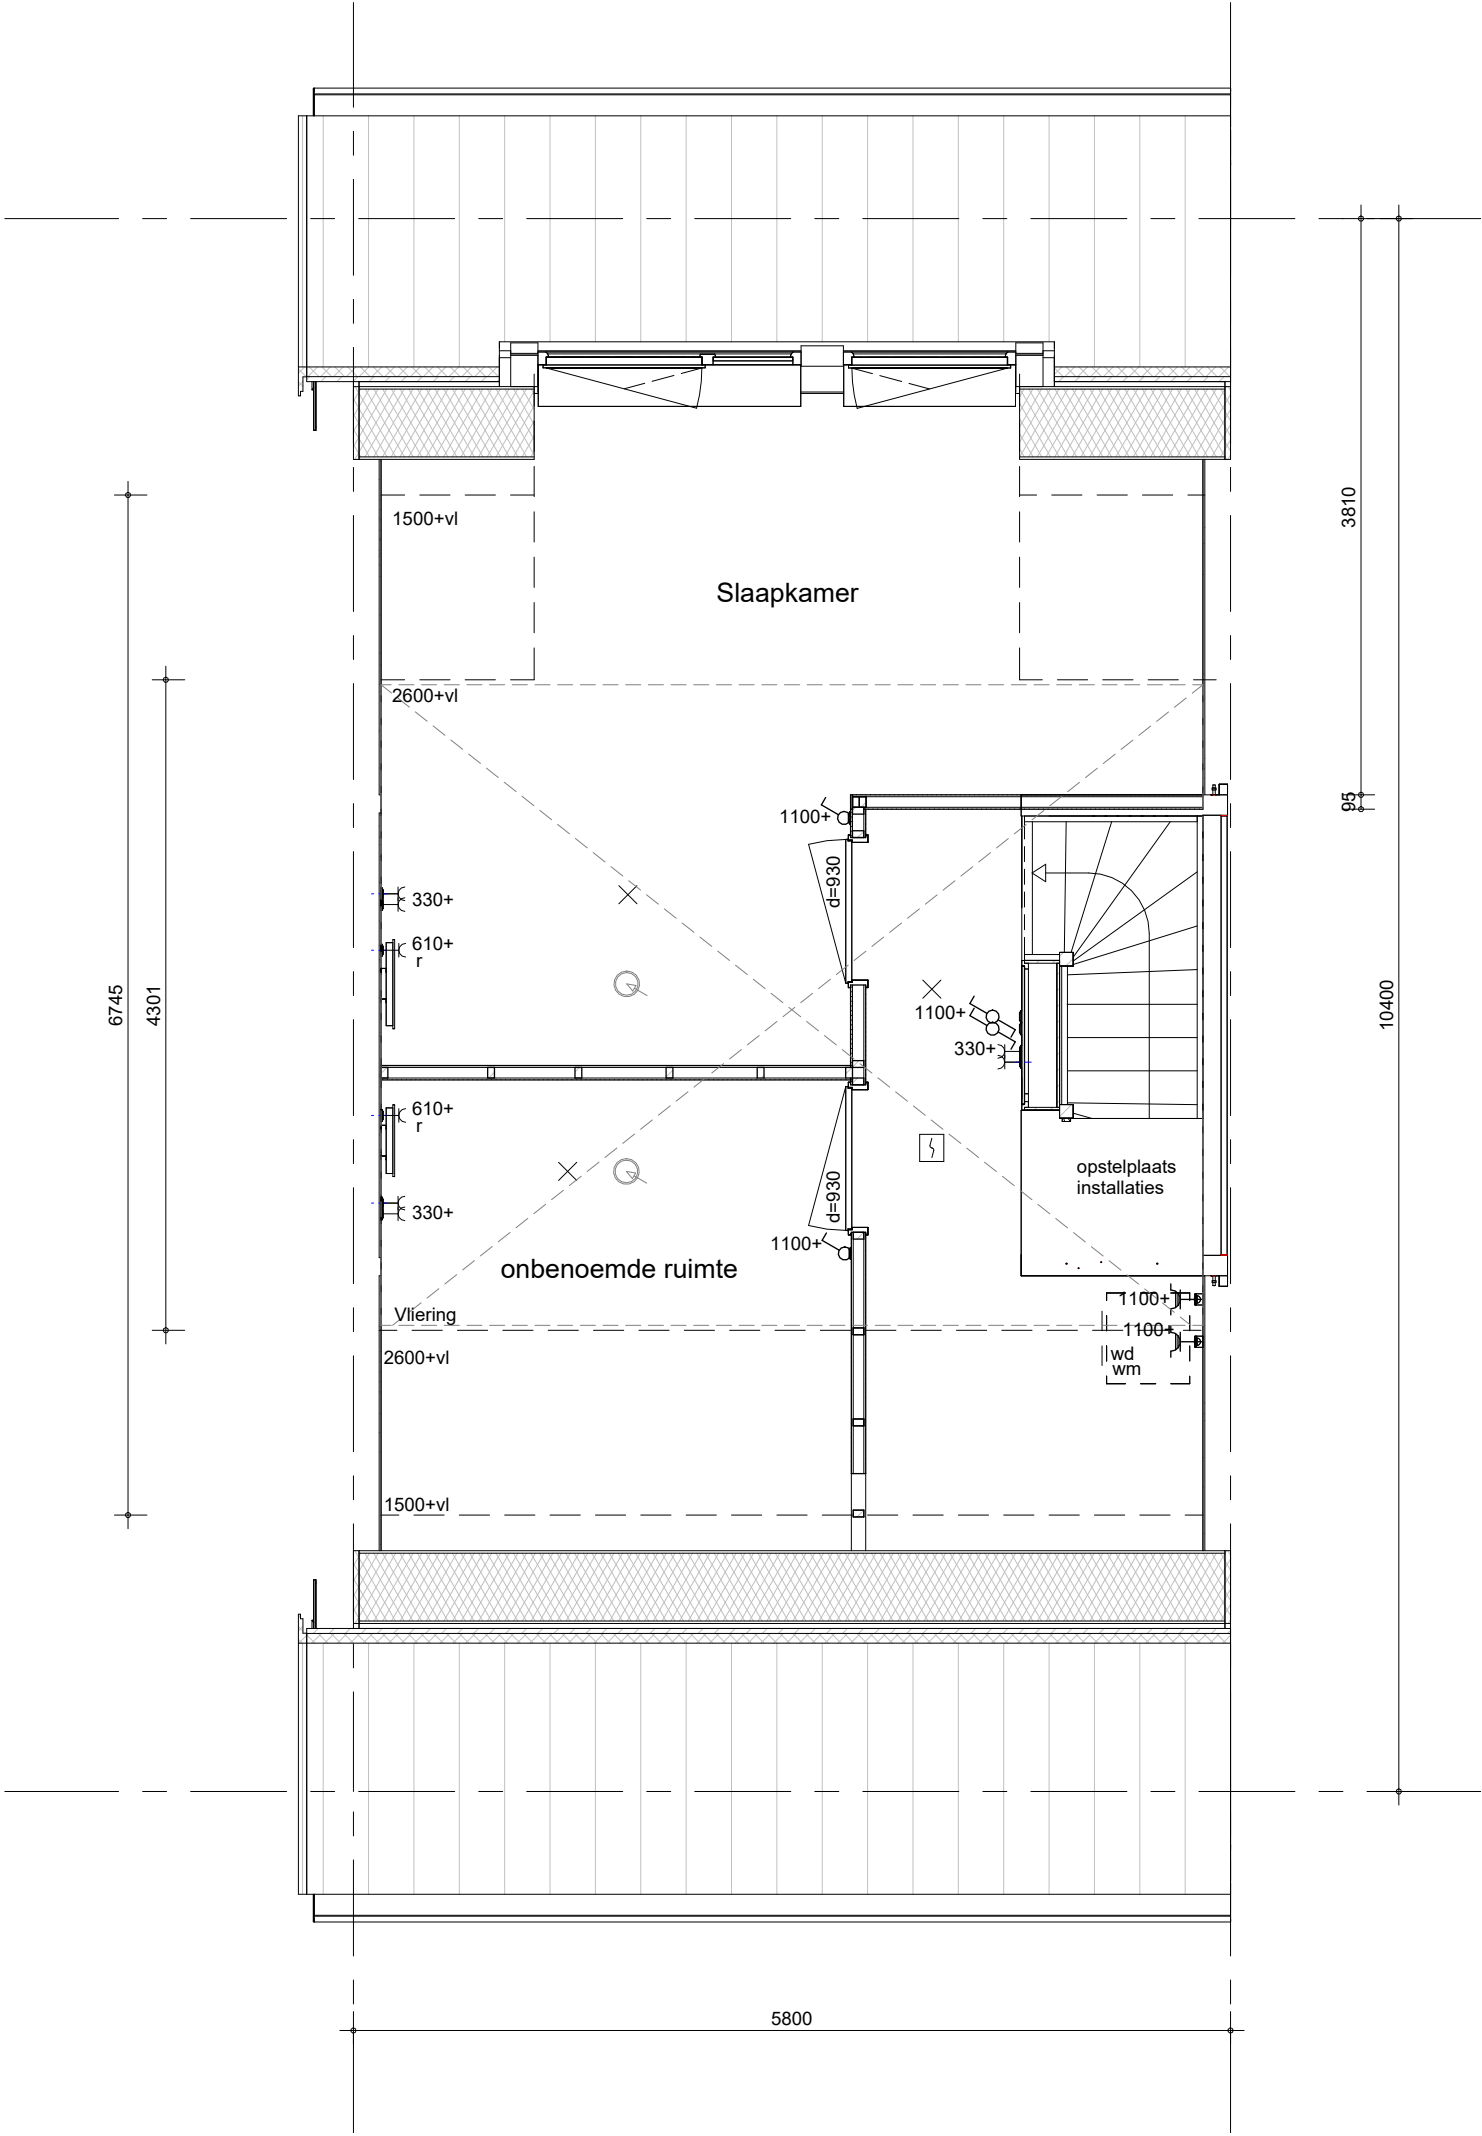 1500+vl
Slaapkamer
2600+vl
3810
95
1100+
d=930
330+
610+
r
1100+
330+
6745
4301
10400
610+
r
330+
d=930
1100+
opstelplaats
installaties
onbenoemde ruimte
Vliering
1100+
1100+
2600+vl
wd
wm
1500+vl
5800